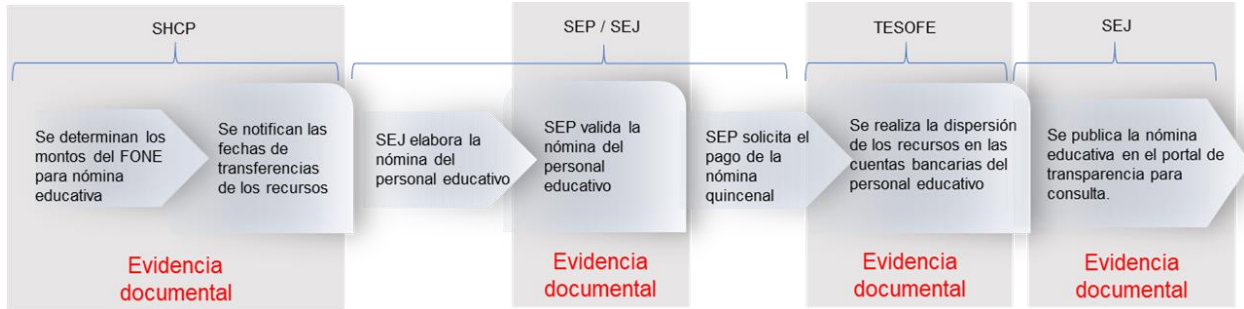 SHCP
SEP / SEJ
TESOFE
SEJ
Se determinan los
montos del FONE
para nómina
educativa
Se notifican las
fechas de
transferencias
de los recursos
SEJ elabora la
nómina del
personal educativo
SEP valida la
nómina del
personal
educativo
SEP solicita el
pago de la
nómina
quincenal
Se realiza la dispersión
de los recursos en las
cuentas bancarias del
personal educativo
Se publica la nómina
educativa en el portal de
transparencia para
consulta.
Evidencia
documental
Evidencia
documental
Evidencia
documental
Evidencia
documental